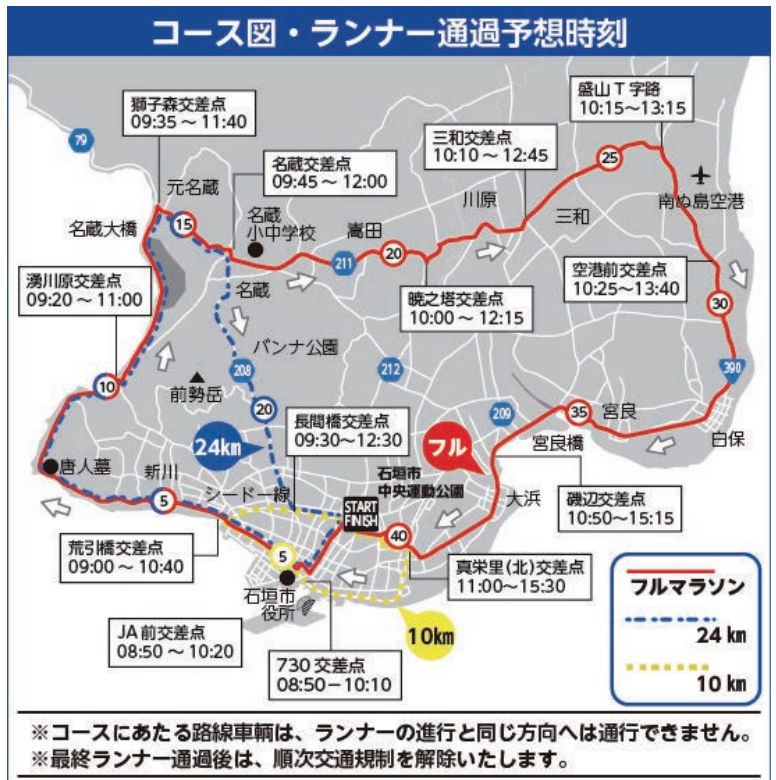 コース図・ランナー通過予想時刻
獅子森交差点
09:35～11:40
盛山T字路
10:15～13:15
79
三和交差点
10:10～12:45
25
元名蔵
名蔵交差点
09:45～12:00
川原
南ぬ島空港
名蔵大橋
15
名蔵
小中学校
嵩田
三和
211
20
湧川原交差点
09:20～11:00
名蔵
空港前交差点
10:25～13:40
暁之塔交差点
10:00～12:15
30
バンナ公園
10
前勢岳
208
212
390
20
長間橋交差点
09:30～12:30
209
35
宮良
白保
24km
フル
宮良橋
唐人墓
新川
シード一線
石垣市
中央運動公園
大浜
磯辺交差点
10:50～15:15
5
START
FINISH
荒引橋交差点
09:00～10:40
5
40
真栄里(北)交差点
11:00～15:30
フルマラソン
石垣市
役所
10km
24 km
JA前交差点
08:50～10:20
730交差点
08:50－10:10
10 km
※コースにあたる路線車輌は、ランナーの進行と同じ方向へは通行できません。
※最終ランナー通過後は、順次交通規制を解除いたします。